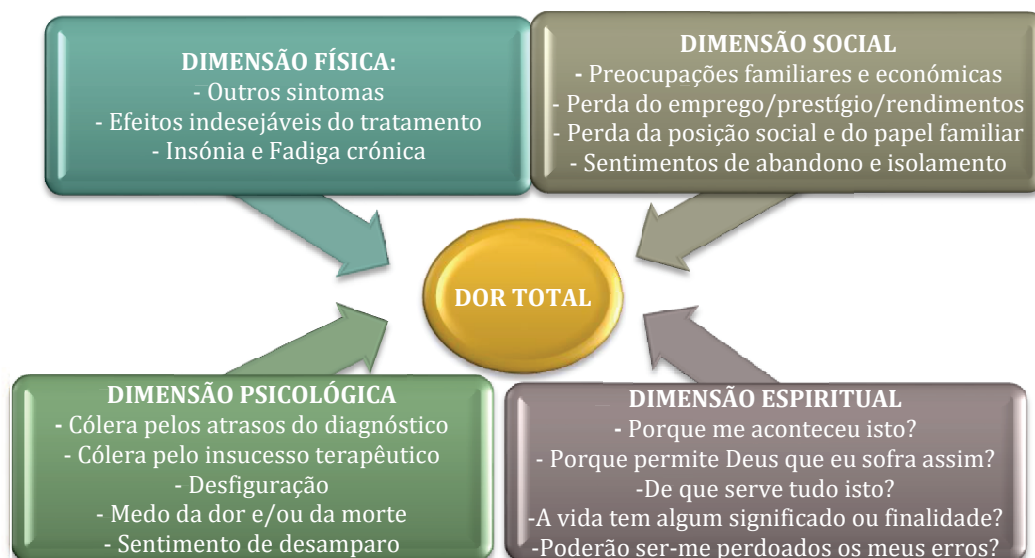 DIMENSÃO FÍSICA:
- Outros sintomas
- Efeitos indesejáveis do tratamento
- Insónia e Fadiga crónica
DIMENSÃO SOCIAL
- Preocupações familiares e económicas
- Perda do emprego/prestígio/rendimentos
- Perda da posição social e do papel familiar
- Sentimentos de abandono e isolamento
DOR TOTAL
DIMENSÃO PSICOLÓGICA
- Cólera pelos atrasos do diagnóstico
- Cólera pelo insucesso terapêutico
- Desfiguração
- Medo da dor e/ou da morte
- Sentimento de desamparo
DIMENSÃO ESPIRITUAL
- Porque me aconteceu isto?
- Porque permite Deus que eu sofra assim?
-De que serve tudo isto?
-A vida tem algum significado ou finalidade?
-Poderão ser-me perdoados os meus erros?